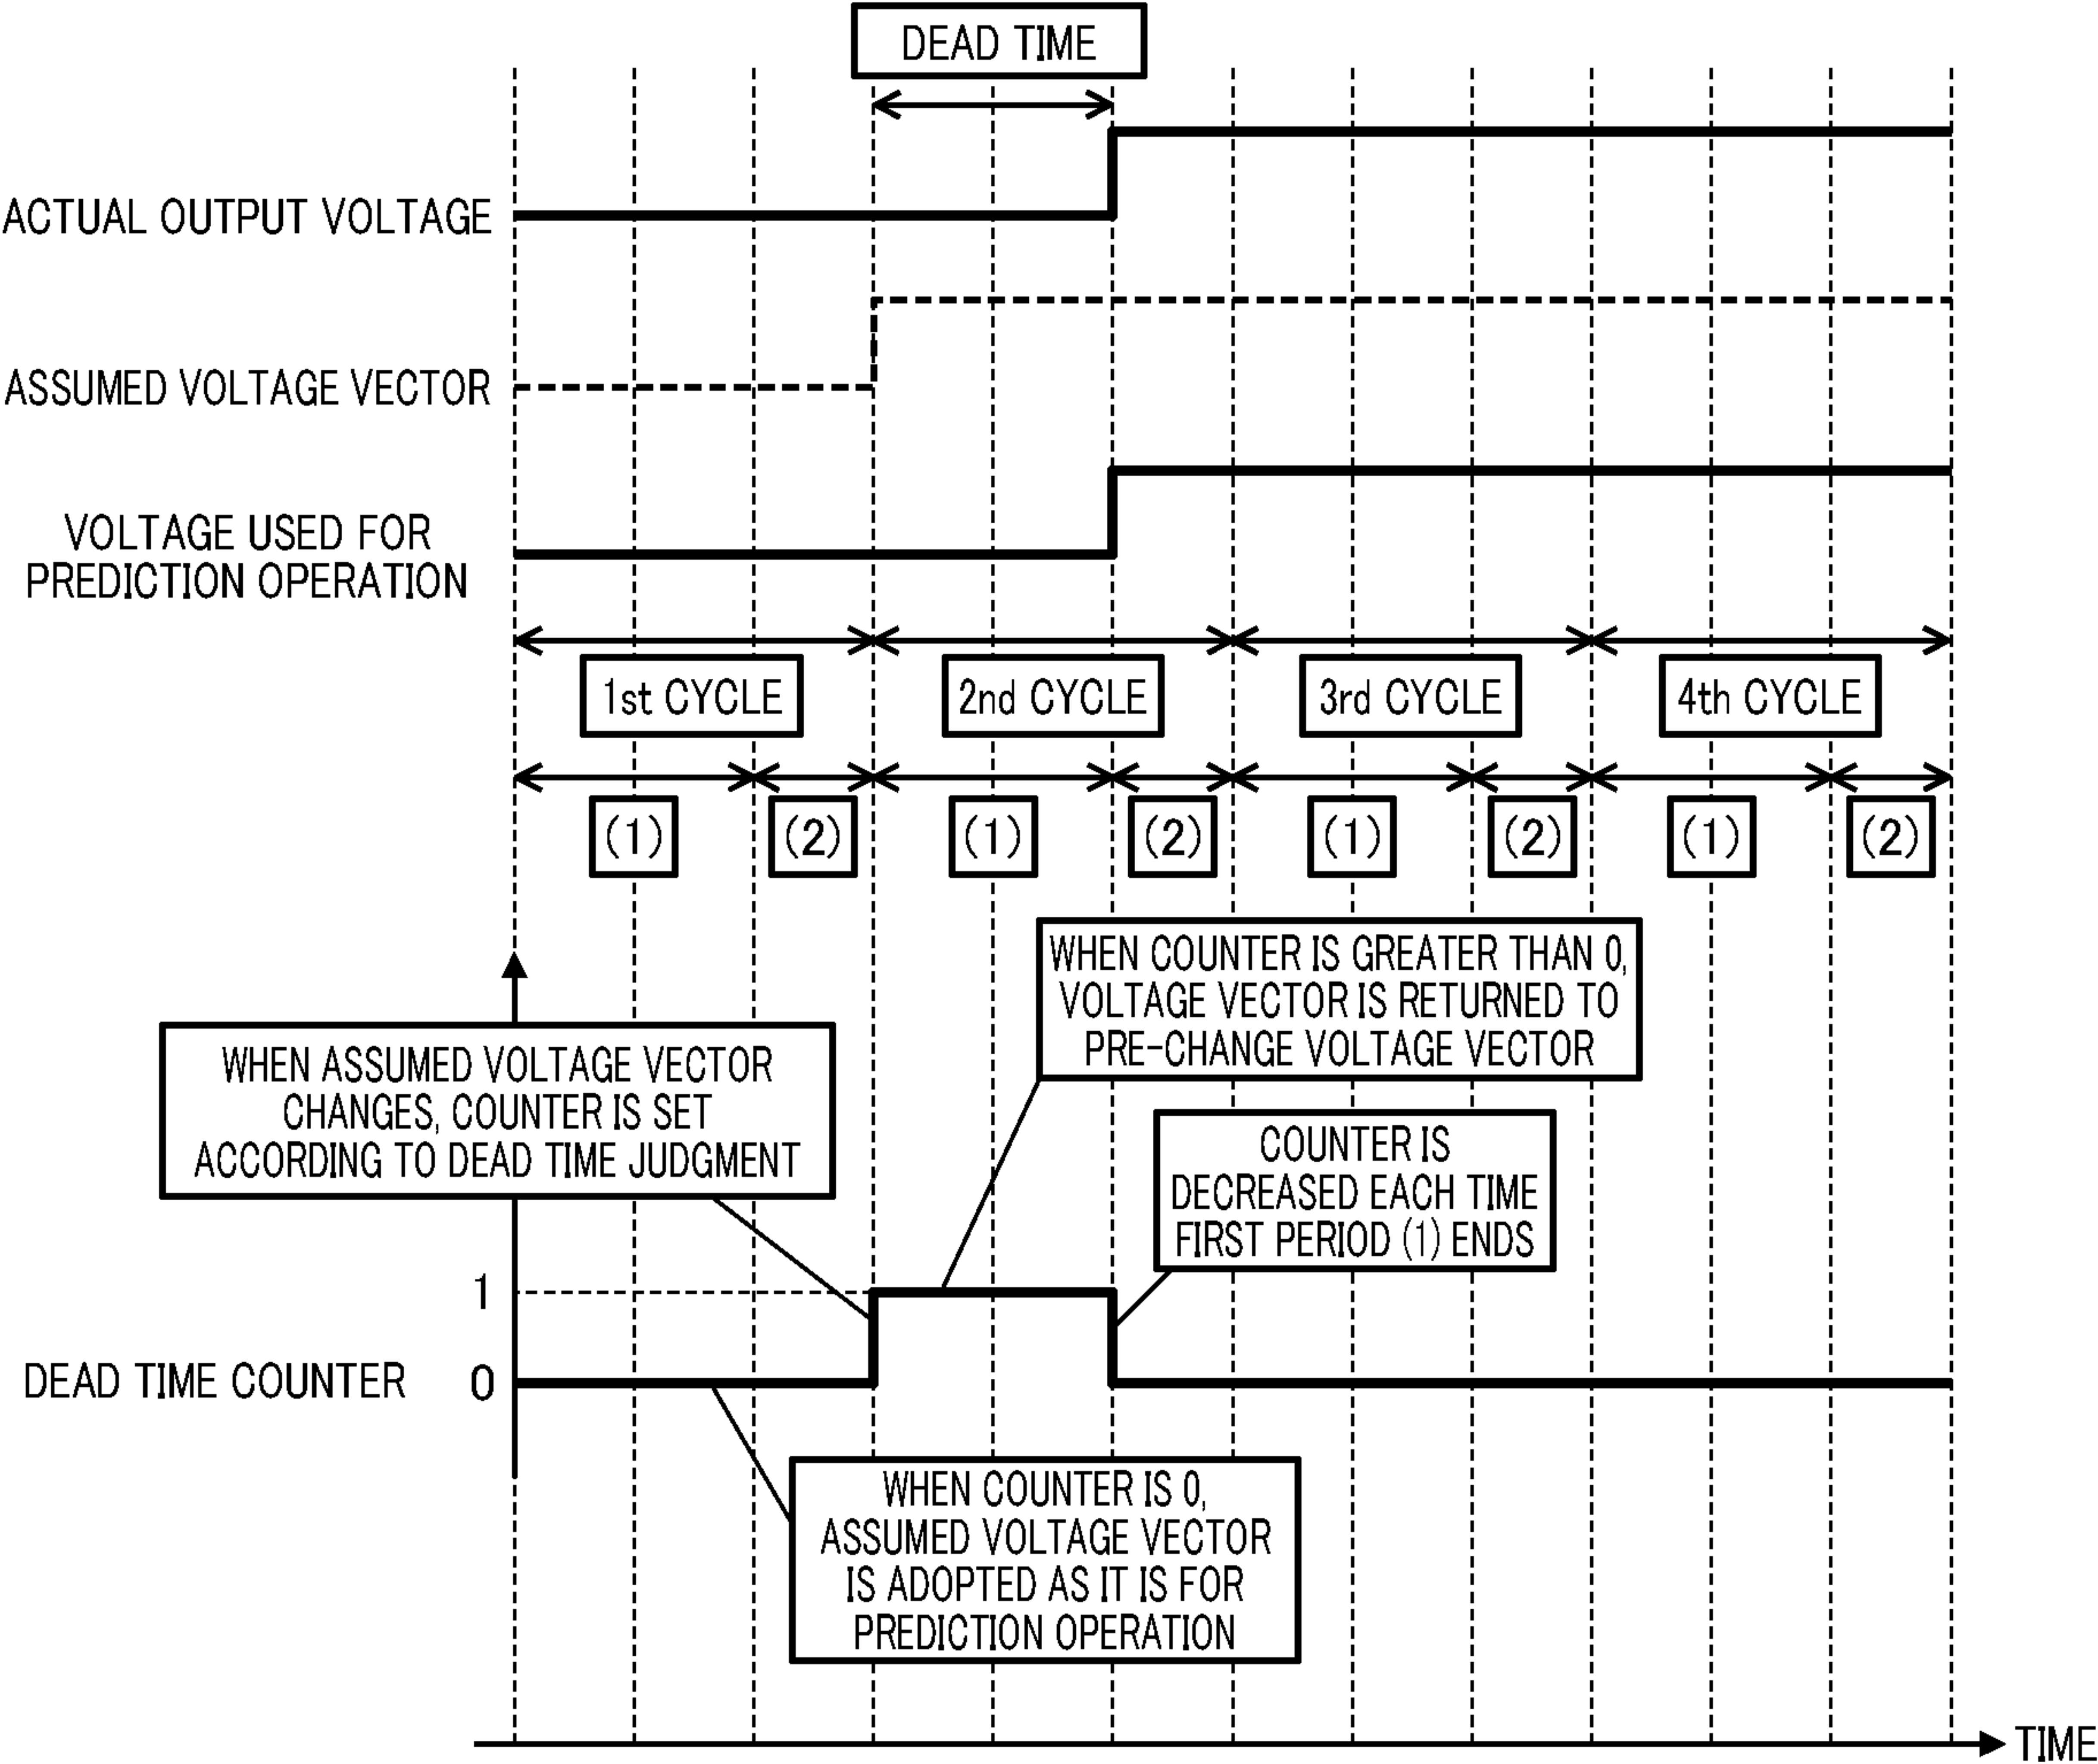 DEAD TIME
ACTUAL OUTPUT VOLTAGE
ASSUMED VOLTAGE VECTOR
VOLTAGE USED FOR
PREDICTION OPERATION
1st CYCLE
2nd CYCLE
3rd CYCLE
4th CYCLE
(1)
(2)
(1)
(2)
(1)
(2)
(1)
(2)
WHEN COUNTER IS GREATER THAN 0,
VOLTAGE VECTOR IS RETURNED TO
PRE-CHANGE VOLTAGE VECTOR
WHEN ASSUMED VOLTAGE VECTOR
CHANGES, COUNTER IS SET
ACCORDING TO DEAD TIME JUDGMENT
COUNTER IS
DECREASED EACH TIME
FIRST PERIOD (1) ENDS
1
DEAD TIME COUNTER 0
WHEN COUNTER IS 0,
ASSUMED VOLTAGE VECTOR
IS ADOPTED AS IT IS FOR
PREDICTION OPERATION
TIME